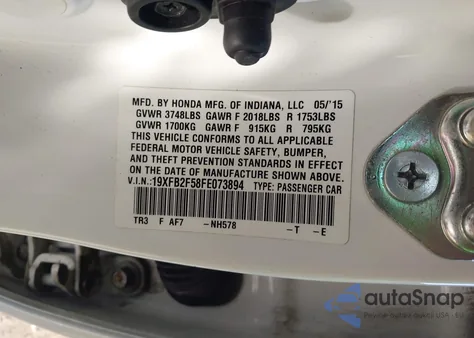 MFD. BY HONDA MFG. OF INDIANA, LLC 05/'15
GVWR 3748LBS GAWR F 2018LBS R 1753LBS
GVWR 1700KG GAWR F 915KG R 795KG
THIS VEHICLE CONFORMS TO ALL APPLICABLE
FEDERAL MOTOR VEHICLE SAFETY, BUMPER,
AND THEFT PREVENTION STANDARDS IN EFFECT
ON THE DATE OF MANUFACTURE SHOWN ABOVE.
V.I.N.:19XFB2F58FE073894 TYPE: PASSENGER CAR
TR3 F AF7 -NH578 -T -E
autoSnap